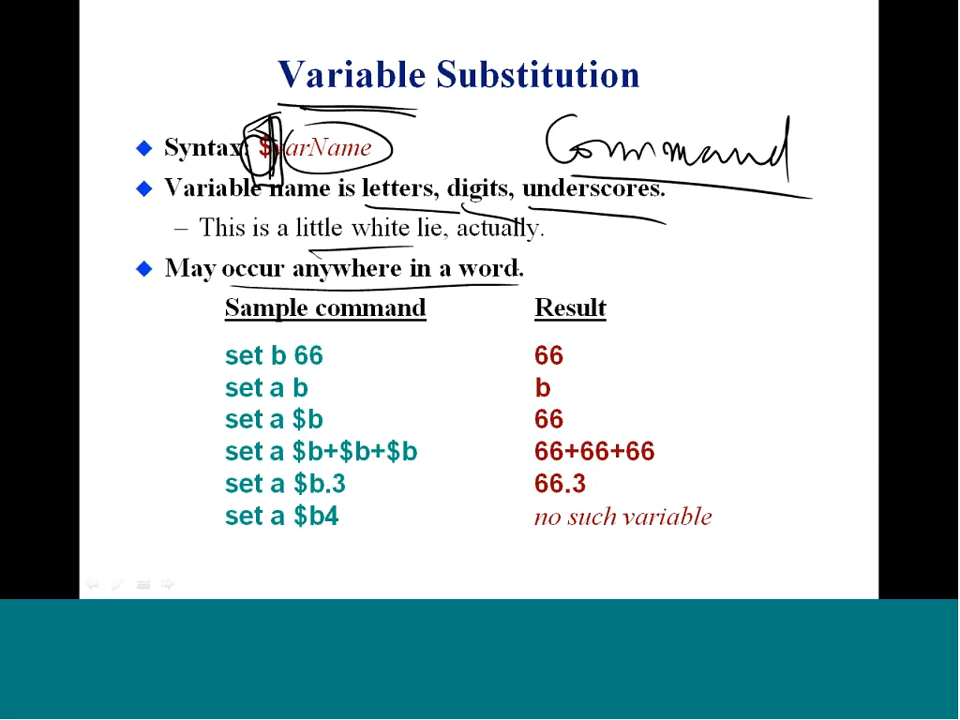 Variable Substitution
Syntax: $varName
Command
Variable name is letters, digits, underscores.
– This is a little white lie, actually.
May occur anywhere in a word.
Sample command Result
set b 66 66
set a b b
set a $b 66
set a $b+$b+$b 66+66+66
set a $b.3 66.3
set a $b4 no such variable